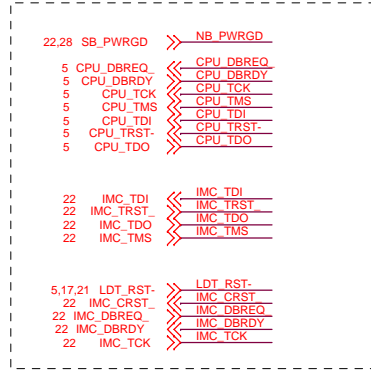 22,28 SB_PWRGD NB_PWRGD
5 CPU_DBREQ_ CPU_DBREQ_
5 CPU_DBRDY CPU_DBRDY
5 CPU_TCK CPU_TCK
5 CPU_TMS CPU_TMS
5 CPU_TDI CPU_TDI
5 CPU_TRST- CPU_TRST-
5 CPU_TDO CPU_TDO
22 IMC_TDI IMC_TDI
22 IMC_TRST_ IMC_TRST_
22 IMC_TDO IMC_TDO
22 IMC_TMS IMC_TMS
5,17,21 LDT_RST- LDT_RST-
22 IMC_CRST_ IMC_CRST_
22 IMC_DBREQ_ IMC_DBREQ_
22 IMC_DBRDY IMC_DBRDY
22 IMC_TCK IMC_TCK